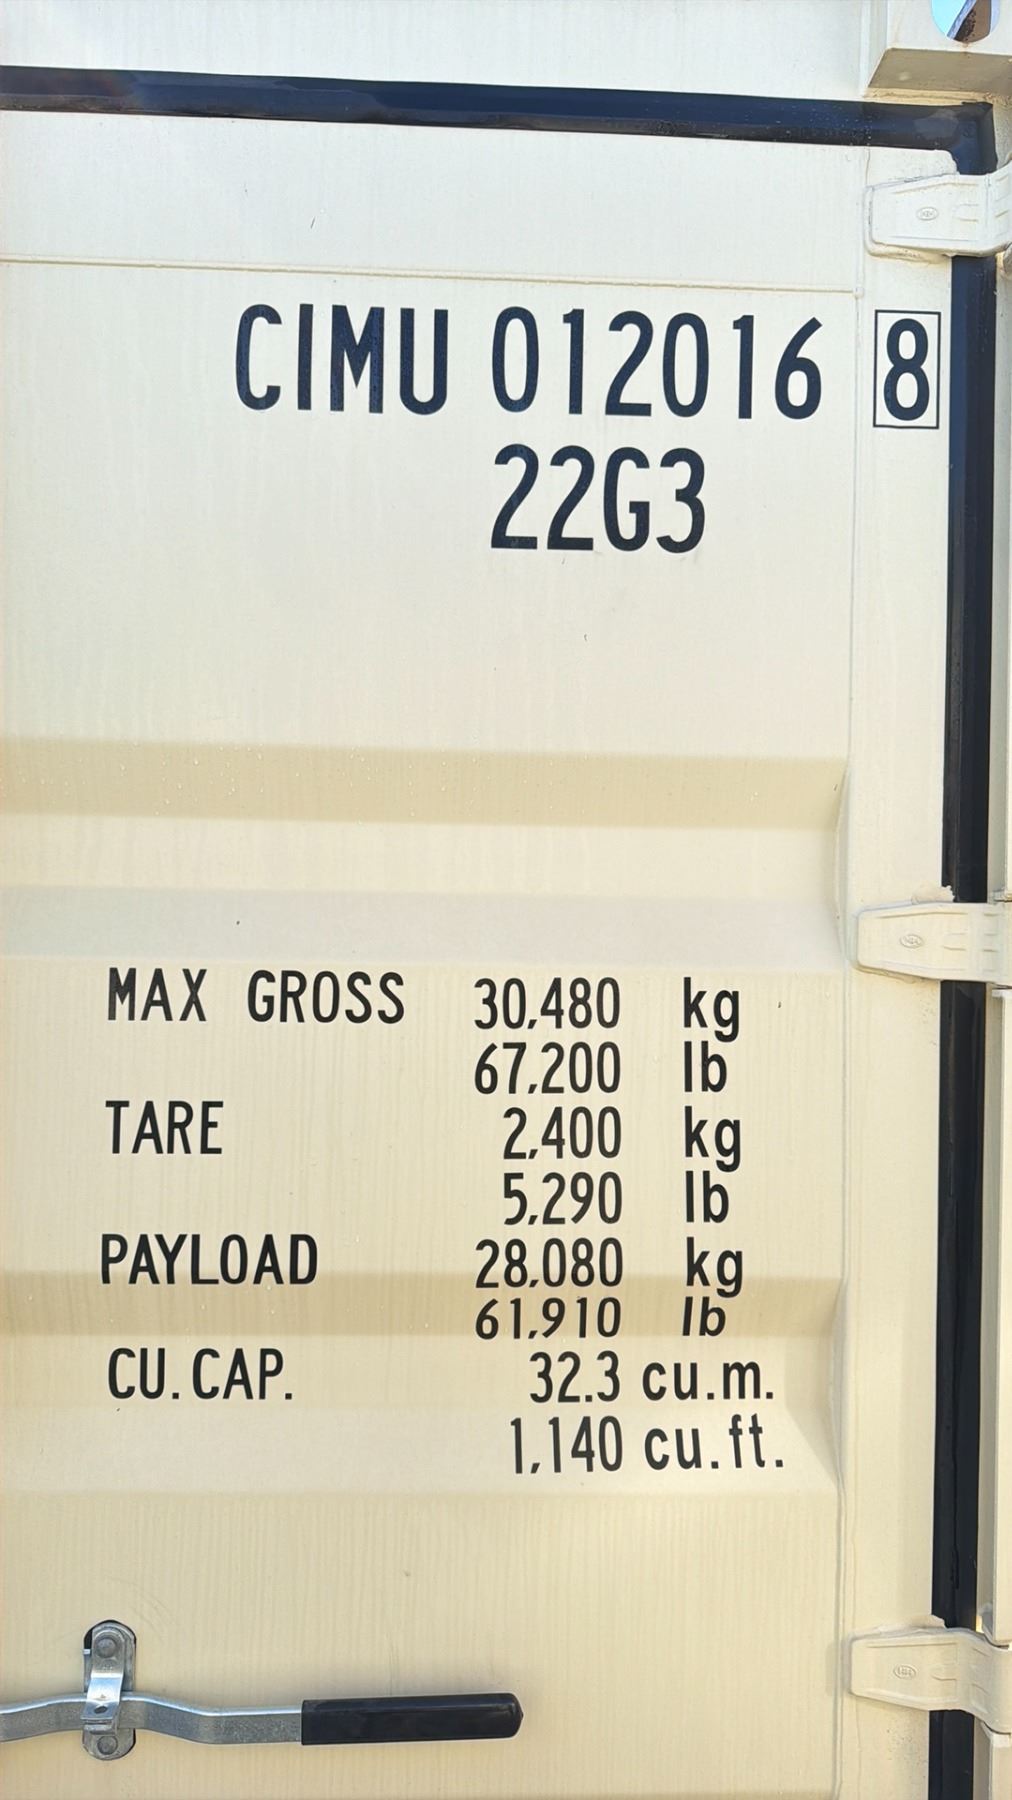 CIMU 012016 8
22G3
MAX GROSS 30,480 kg
67,200 lb
TARE 2,400 kg
5,290 lb
PAYLOAD 28,080 kg
61,910 lb
CU.CAP. 32.3 cu.m.
1,140 cu.ft.